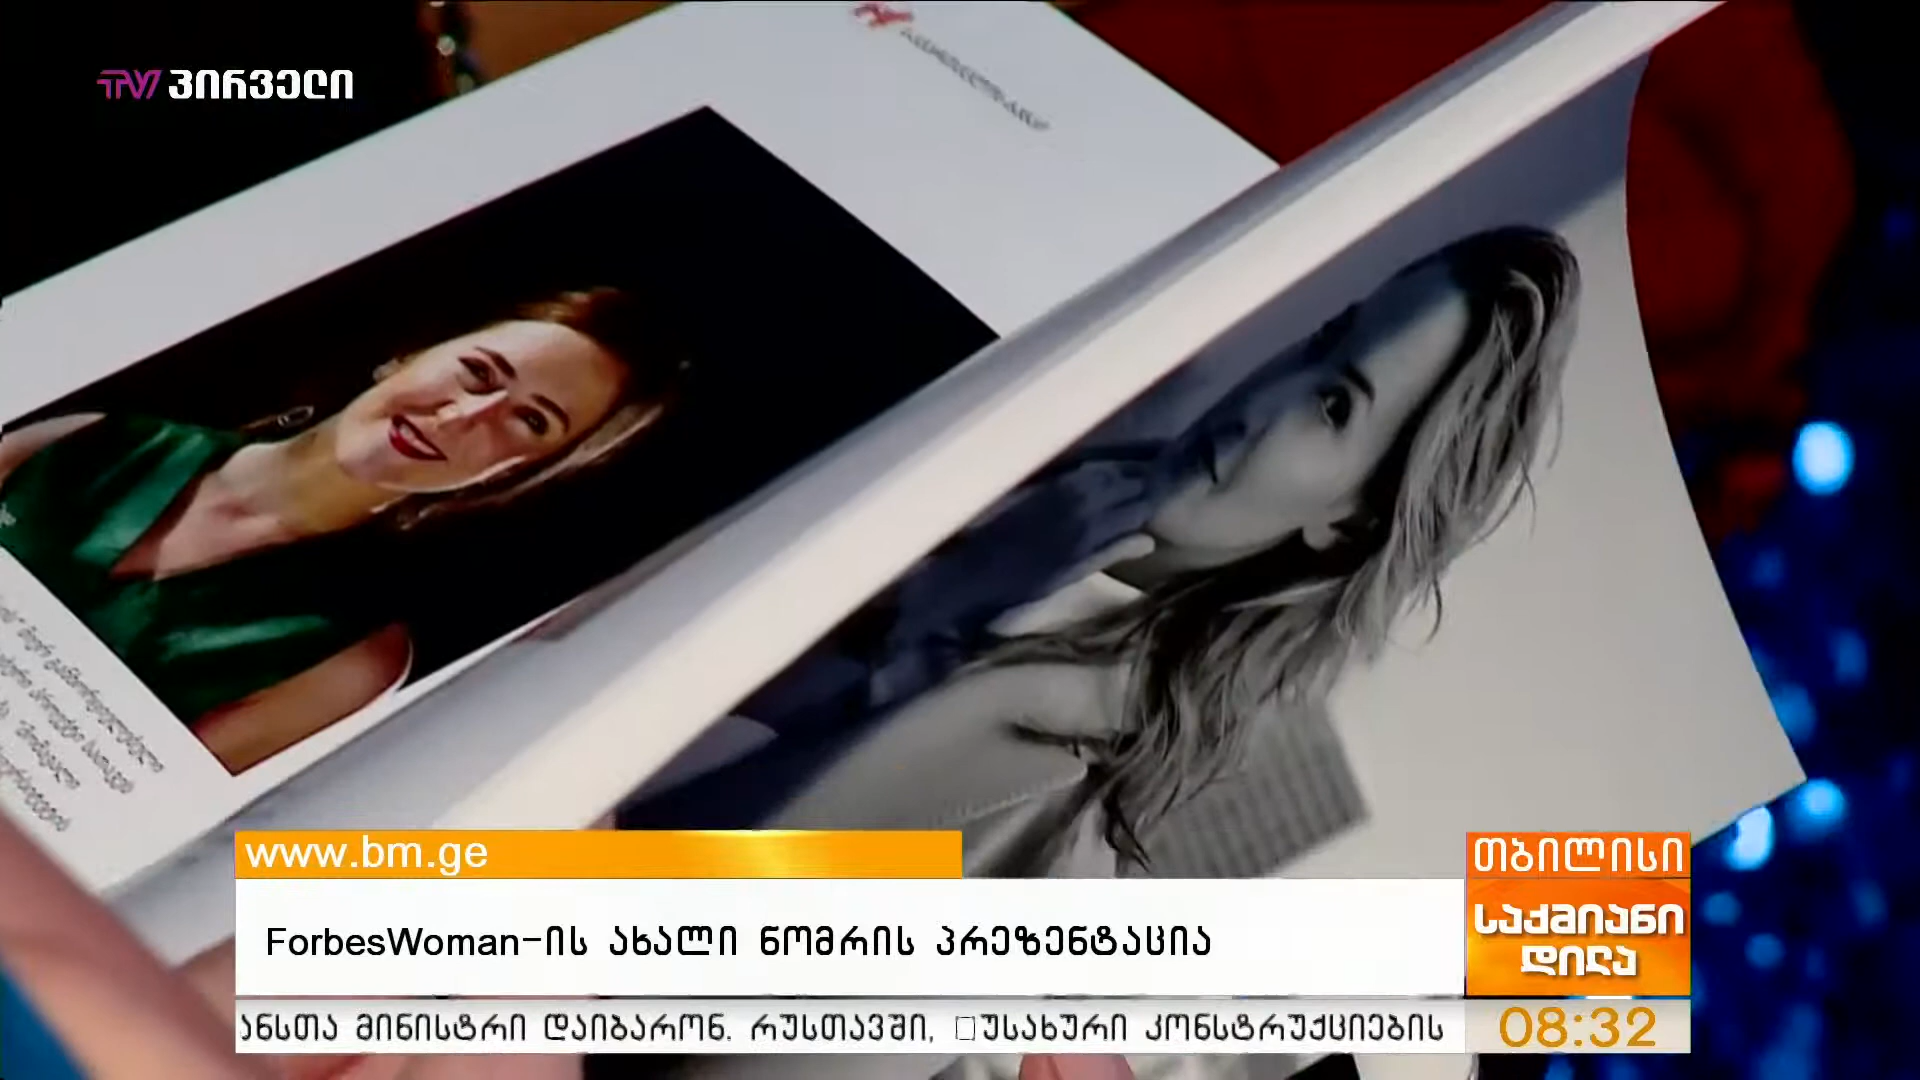 TV ᲞᲘᲠᲕᲔᲚᲘ
www.bm.ge
თბილისი
ForbesWoman-ის ახალი ნომრის პრეზენტაცია
საქმიანი
დილა
ანსთა მინისტრი დაიბარონ. რუსთავში, □უსახური კონსტრუქციების
08:32